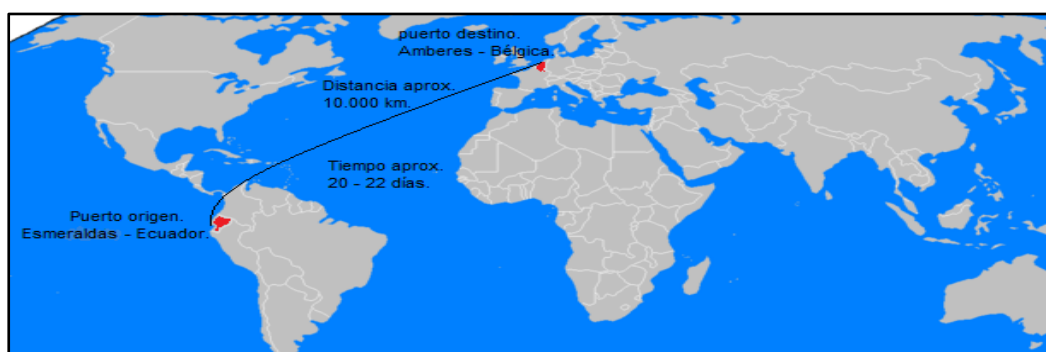 puerto destino.
Amberes - Bélgica.
Distancia aprox.
10.000 km.
Tiempo aprox.
20 - 22 días.
Puerto origen.
Esmeraldas - Ecuador.